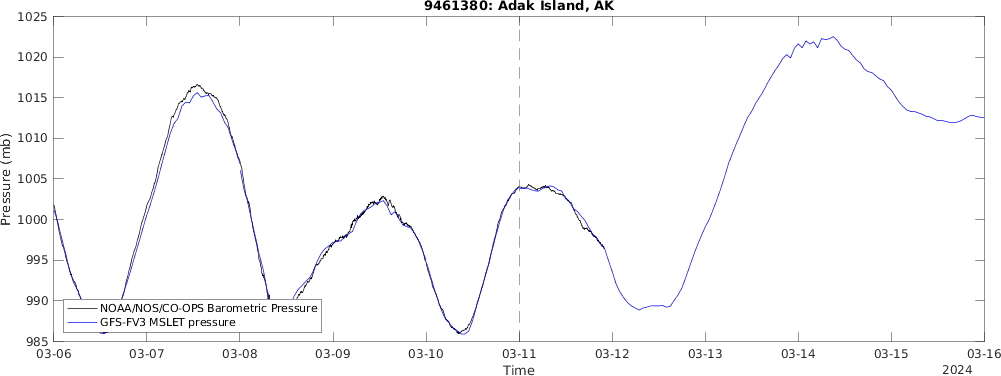 9461380: Adak Island, AK
Pressure (mb)
1025
1020
1015
1010
1005
1000
995
990
985
NOAA/NOS/CO-OPS Barometric Pressure
GFS-FV3 MSLET pressure
03-06 03-07 03-08 03-09 03-10 03-11 03-12 03-13 03-14 03-15 03-16
Time
2024